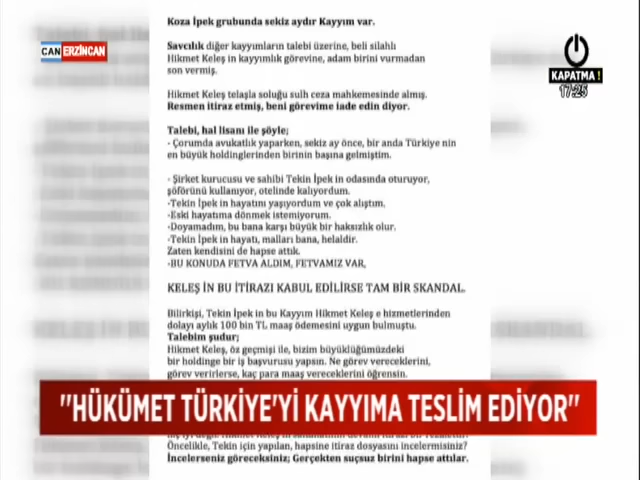 Koza İpek grubunda sekiz aydır Kayyım var.
CAN ERZİNCAN
KAPATMA !
17:25
Savcılık diğer kayyımların talebi üzerine, beli silahlı
Hikmet Keleş in kayyımlık görevine, adam birini vurmadan
son vermiş.
Hikmet Keleş telaşla soluğu sulh ceza mahkemesinde almış.
Resmen itiraz etmiş, beni görevime iade edin diyor.
Talebi, hal lisanı ile şöyle;
- Çorumda avukatlık yaparken, sekiz ay önce, bir anda Türkiye nin
en büyük holdinglerinden birinin başına gelmiştim.
- Şirket kurucusu ve sahibi Tekin İpek in odasında oturuyor,
şöförünü kullanıyor, otelinde kalıyordum.
-Tekin İpek in hayatını yaşıyordum ve çok alıştım.
-Eski hayatıma dönmek istemiyorum.
-Doyamadım, bu bana karşı büyük bir haksızlık olur.
-Tekin İpek in hayatı, malları bana, helaldir.
Zaten kendisini de hapse attık.
-BU KONUDA FETVA ALDIM, FETVAMIZ VAR,
KELEŞ İN BU İTİRAZI KABUL EDİLİRSE TAM BİR SKANDAL.
Bilirkişi, Tekin İpek in bu Kayyım Hikmet Keleş e hizmetlerinden
dolayı aylık 100 bin TL maaş ödemesini uygun bulmuştu.
Talebim şudur;
Hikmet Keleş, öz geçmişi ile, bizim büyüklüğümüzdeki
bir holdinge bir iş başvurusu yapsın. Ne görev vereceklerini,
görev verirlerse, kaç para maaş vereceklerini öğrensin.
"HÜKÜMET TÜRKİYE'Yİ KAYYIMA TESLİM EDİYOR"
Öncelikle, Tekin için yapılan, hapsine itiraz dosyasını incelermisiniz?
İncelerseniz göreceksiniz; Gerçekten suçsuz birini hapse attılar.